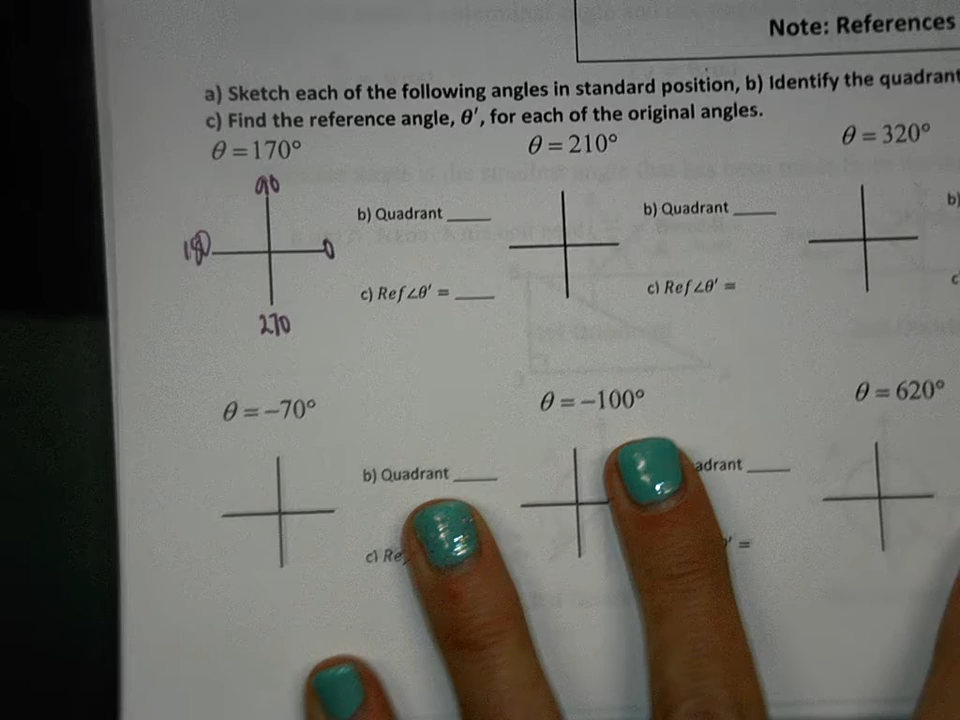 Note: References
a) Sketch each of the following angles in standard position, b) Identify the quadrant
c) Find the reference angle, θ′, for each of the original angles.
θ = 170° θ = 210° θ = 320°
90
180 0
270
b) Quadrant ____ b) Quadrant ____ b)
c) Ref∠θ′ = ____ c) Ref∠θ′ = c
θ = −70° θ = −100° θ = 620°
b) Quadrant ____ adrant ____
c) Re ′ =